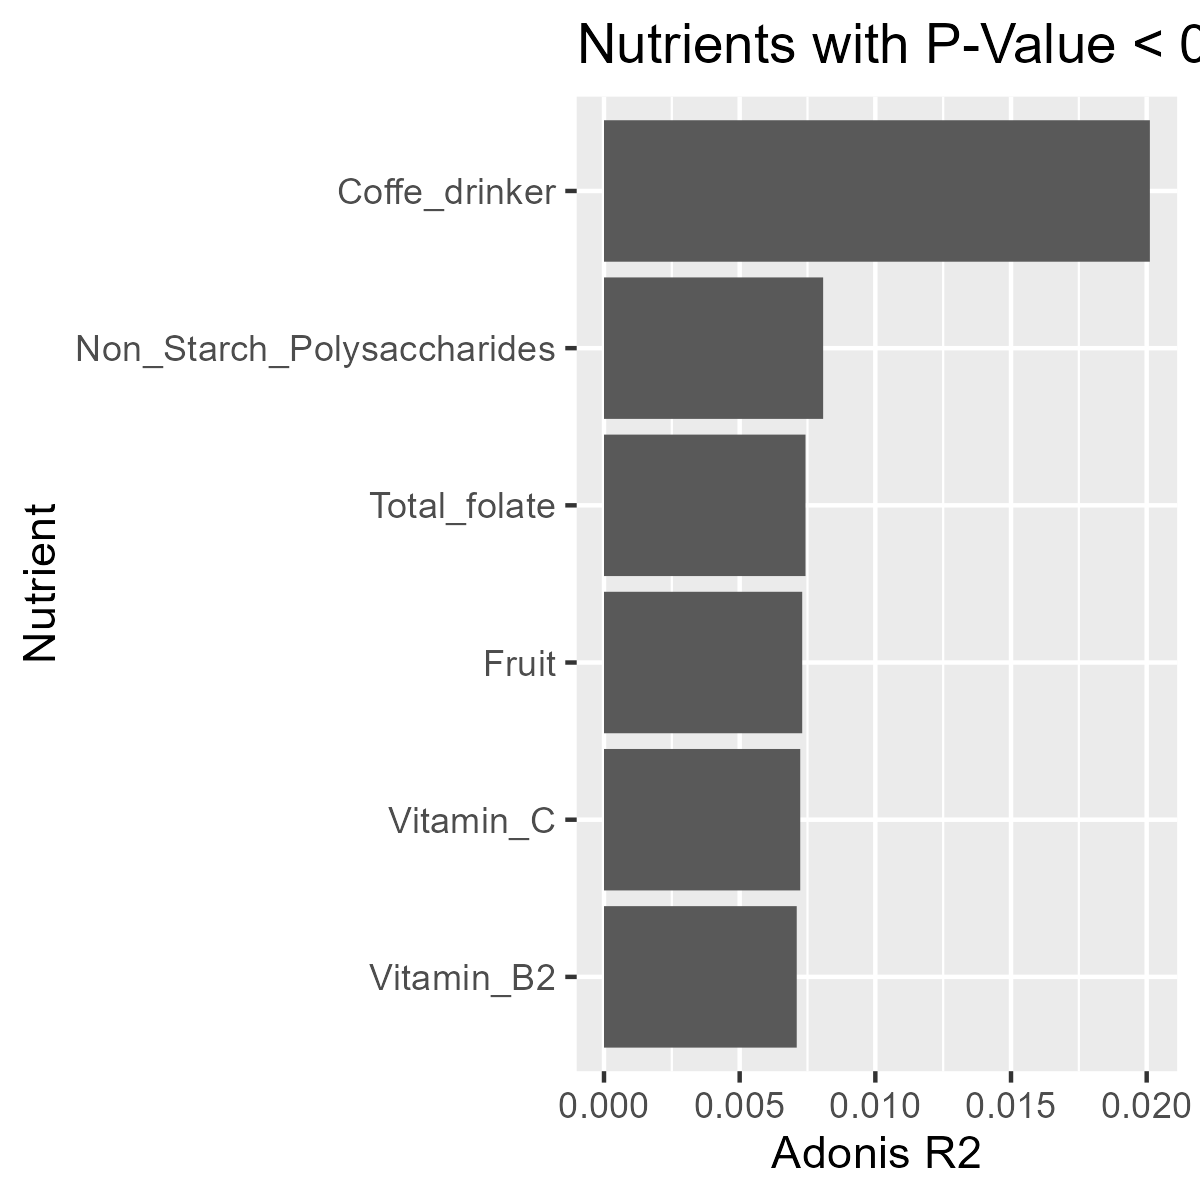 Nutrients with P-Value < 0
Coffe_drinker
Non_Starch_Polysaccharides
Total_folate
Fruit
Vitamin_C
Vitamin_B2
Nutrient
0.000 0.005 0.010 0.015 0.020
Adonis R2